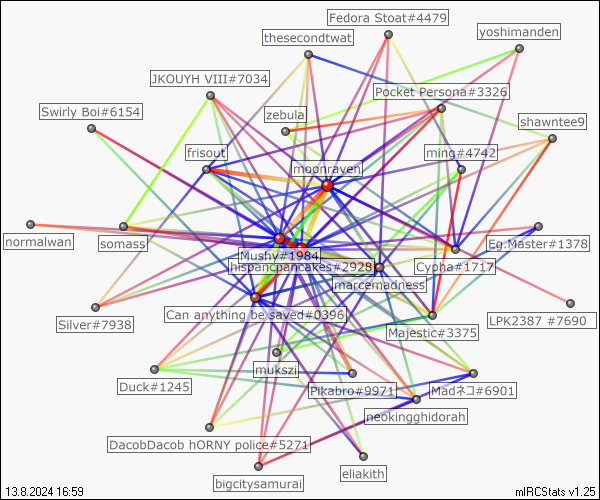 Fedora Stoat#4479
yoshimanden
thesecondtwat
JKOUYH VIII#7034
Pocket Persona#3326
Swirly Boi#6154
zebula
shawntee9
frisout
ming#4742
moonraven
normalwan
somass
Mushy#1984
Eg.Master#1378
hispancpancakes#2928
Cypha#1717
marcemadness
Can anything be saved#0396
LPK2387 #7690
Silver#7938
Majestic#3375
mukszi
Duck#1245
Pikabro#9971
Madネコ#6901
neokingghidorah
DacobDacob hORNY police#5271
eliakith
bigcitysamurai
13.8.2024 16:59
mIRCStats v1.25